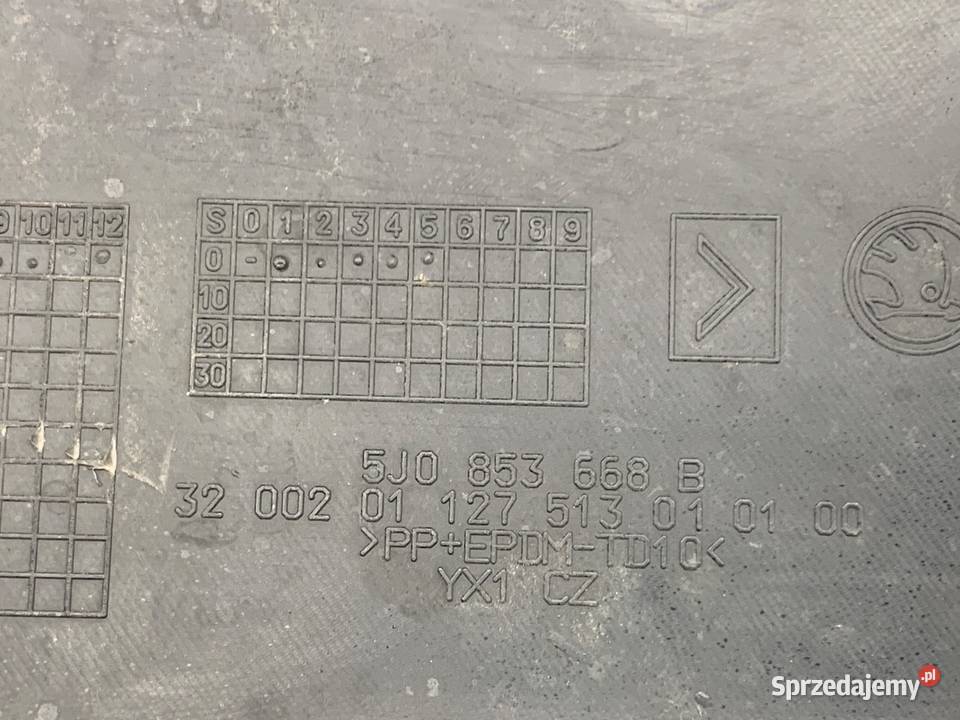 9 10 11 12
S 0 1 2 3 4 5 6 7 8 9
0
10
20
30
5J0 853 668 B
32 002 01 127 513 01 01 00
>PP+EPDM-TD10<
YX1 CZ
Sprzedajemy.pl